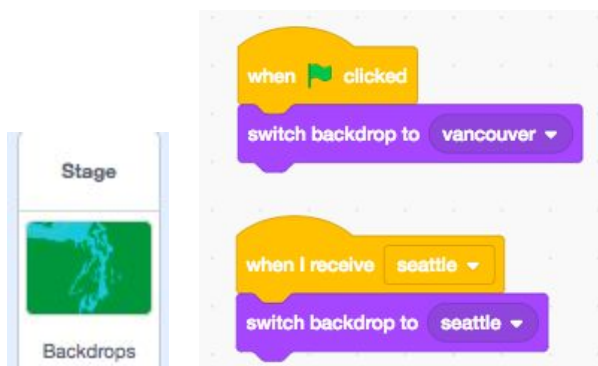 when clicked
switch backdrop to vancouver
Stage
when I receive seattle
switch backdrop to seattle
Backdrops